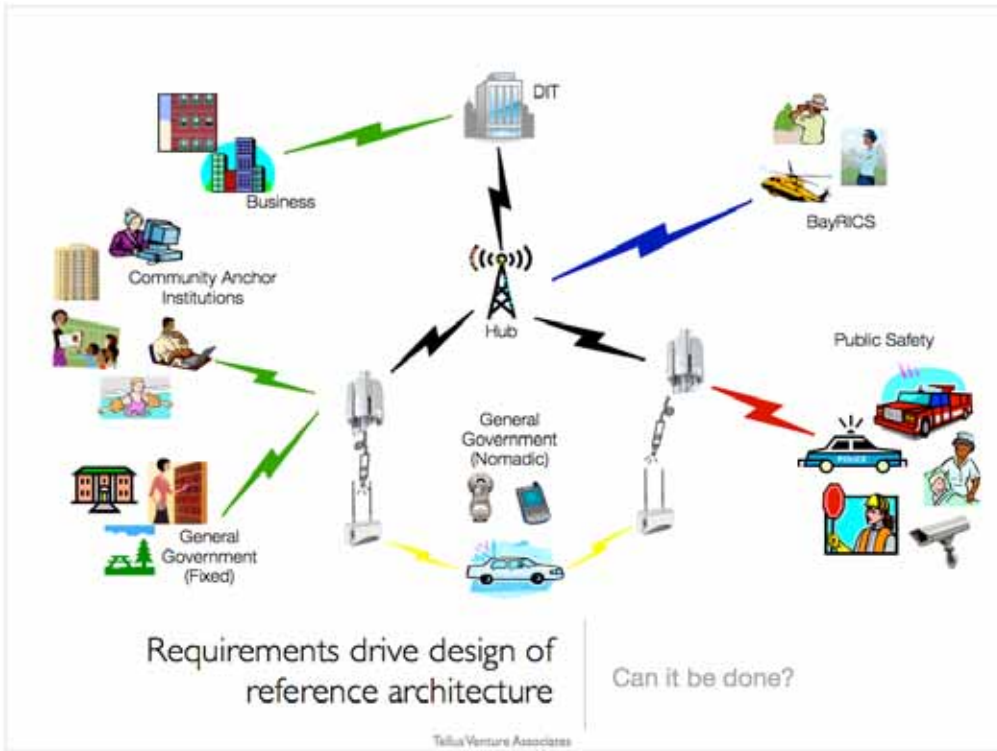 DIT
Business
BayRICS
Community Anchor
Institutions
Hub
Public Safety
General
Government
(Nomadic)
POLICE
General
Government
(Fixed)
Requirements drive design of
reference architecture
Can it be done?
Tellus Venture Associates